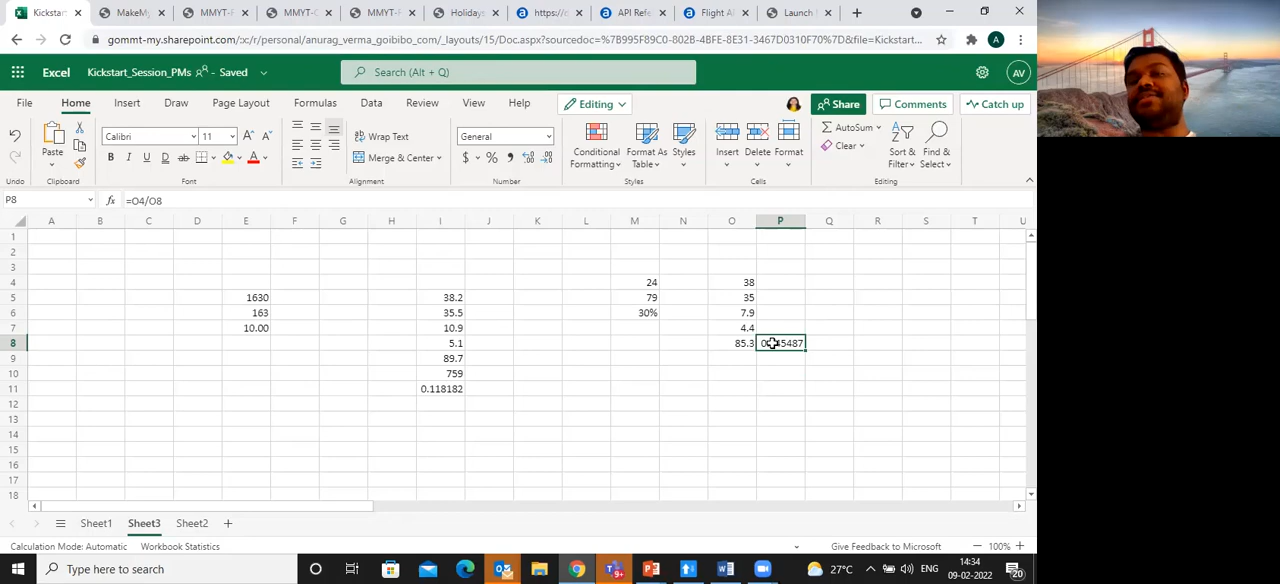 Kickstart
MakeMy
MMYT-F
MMYT-C
MMYT-F
Holidays
https://c
API Refe
Flight AP
Launch M
gommt-my.sharepoint.com/:x:/r/personal/anurag_verma_goibibo_com/_layouts/15/Doc.aspx?sourcedoc=%7B995F89C0-802B-4BFE-8E31-3467D0310F70%7D&file=Kickstart...
A
Excel Kickstart_Session_PMs - Saved
Search (Alt + Q)
AV
File Home Insert Draw Page Layout Formulas Data Review View Help
Editing
Share Comments Catch up
Paste
Calibri 11
B I U D ab A
Wrap Text
Merge & Center
General
$ % 9
Conditional Formatting
Format As Table
Styles
Insert Delete Format
AutoSum
Clear
Sort & Filter
Find & Select
Undo Clipboard Font Alignment Number Styles Cells Editing
P8 fx =O4/O8
A B C D E F G H I J K L M N O P Q R S T U
1
2
3
4 24 38
5 1630 38.2 79 35
6 163 35.5 30% 7.9
7 10.00 10.9 4.4
8 5.1 85.3
9 89.7
10 759
11 0.118182
12
13
14
15
16
17
18
Sheet1 Sheet3 Sheet2
Calculation Mode: Automatic Workbook Statistics
Give Feedback to Microsoft 100%
Type here to search
9+
27°C
ENG
14:34
09-02-2022
20